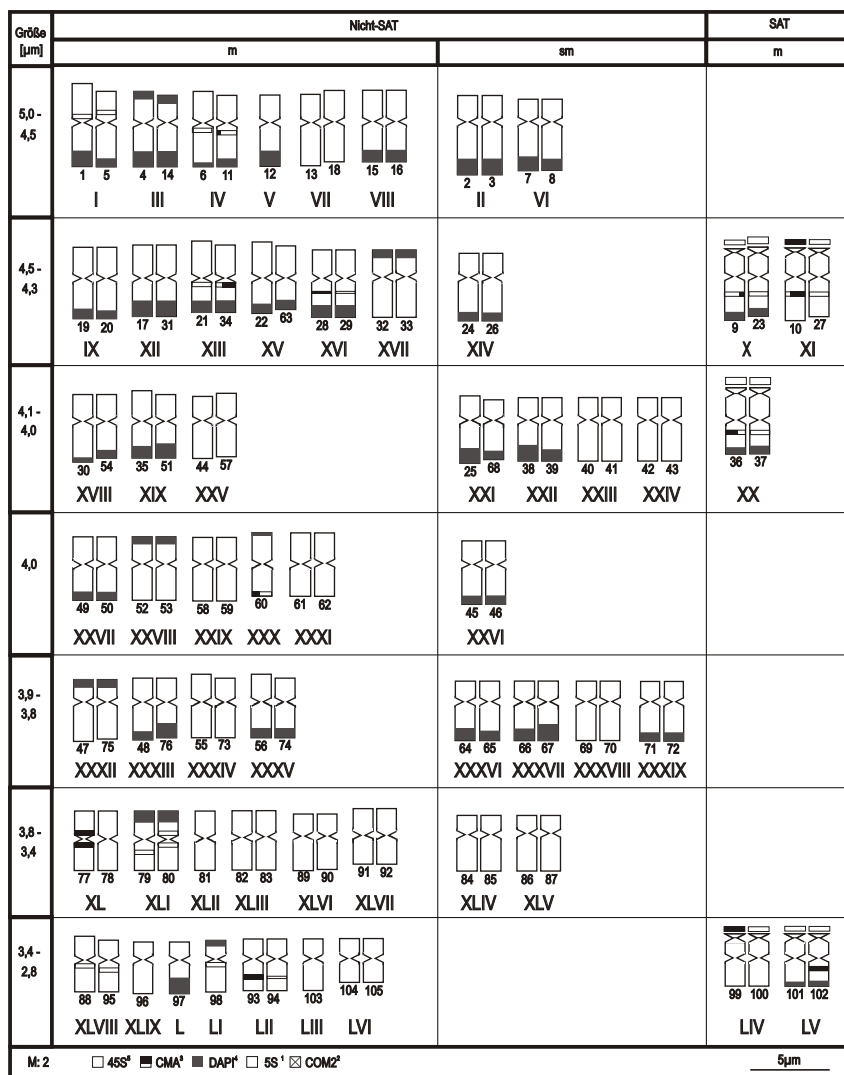 Größe
[µm]
Nicht-SAT
SAT
m
sm
m
5,0 -
4,5
1 5 4 14 6 11 12 13 18 15 16 2 3 7 8
I III IV V VII VIII II VI
4,5 -
4,3
19 20 17 31 21 34 22 63 28 29 32 33 24 26 9 23 10 27
IX XII XIII XV XVI XVII XIV X XI
4,1 -
4,0
30 54 35 51 44 57 25 68 38 39 40 41 42 43 36 37
XVIII XIX XXV XXI XXII XXIII XXIV XX
4,0
49 50 52 53 58 59 60 61 62 45 46
XXVII XXVIII XXIX XXX XXXI XXVI
3,9 -
3,8
47 75 48 76 55 73 56 74 64 65 66 67 69 70 71 72
XXXII XXXIII XXXIV XXXV XXXVI XXXVII XXXVIII XXXIX
3,8 -
3,4
77 78 79 80 81 82 83 89 90 91 92 84 85 86 87
XL XLI XLII XLIII XLVI XLVII XLIV XLV
3,4 -
2,8
88 95 96 97 98 93 94 103 104 105 99 100 101 102
XLVIII XLIX L LI LII LIII LVI LIV LV
M: 2 45S CMA³ DAPI⁴ 5S ¹ COM2² 5µm